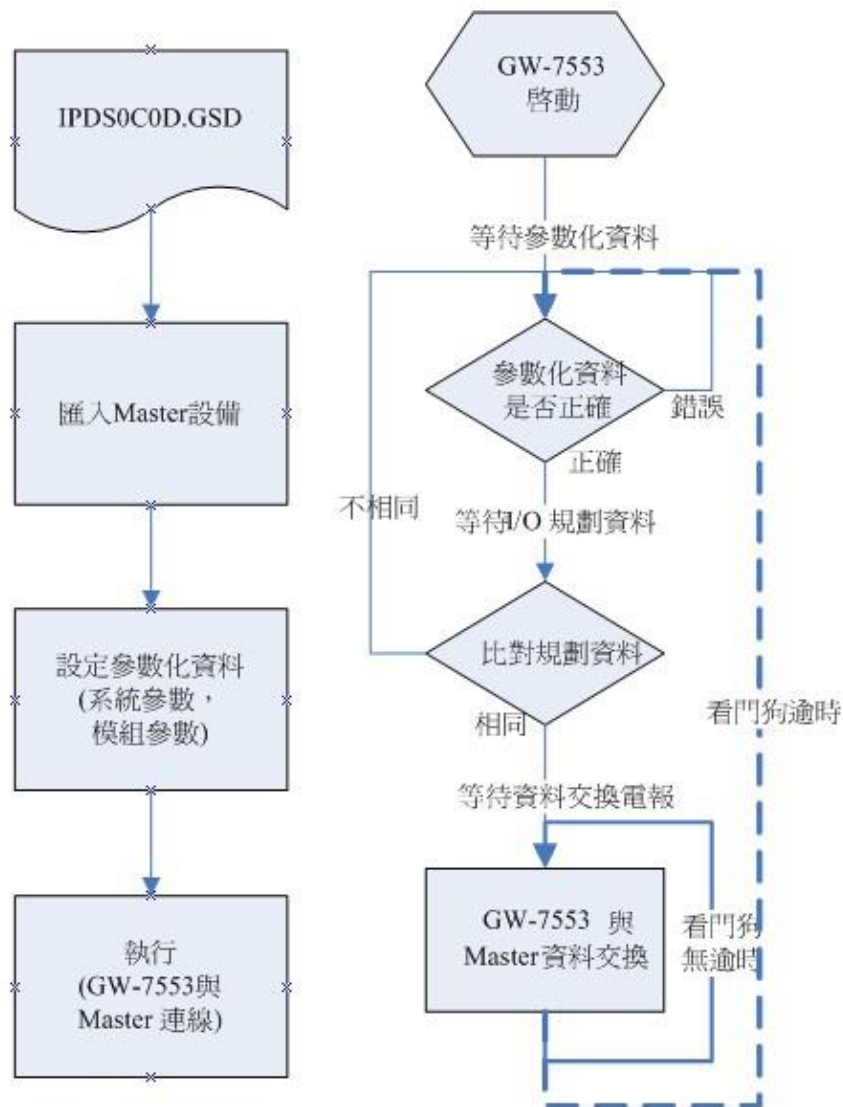 IPDS0C0D.GSD
匯入Master設備
設定參數化資料
(系統參數，
模組參數)
執行
(GW-7553與
Master 連線)
GW-7553
啓動
等待參數化資料
參數化資料
是否正確
錯誤
正確
不相同
等待I/O 規劃資料
比對規劃資料
相同
看門狗逾時
等待資料交換電報
GW-7553 與
Master資料交換
看門狗
無逾時